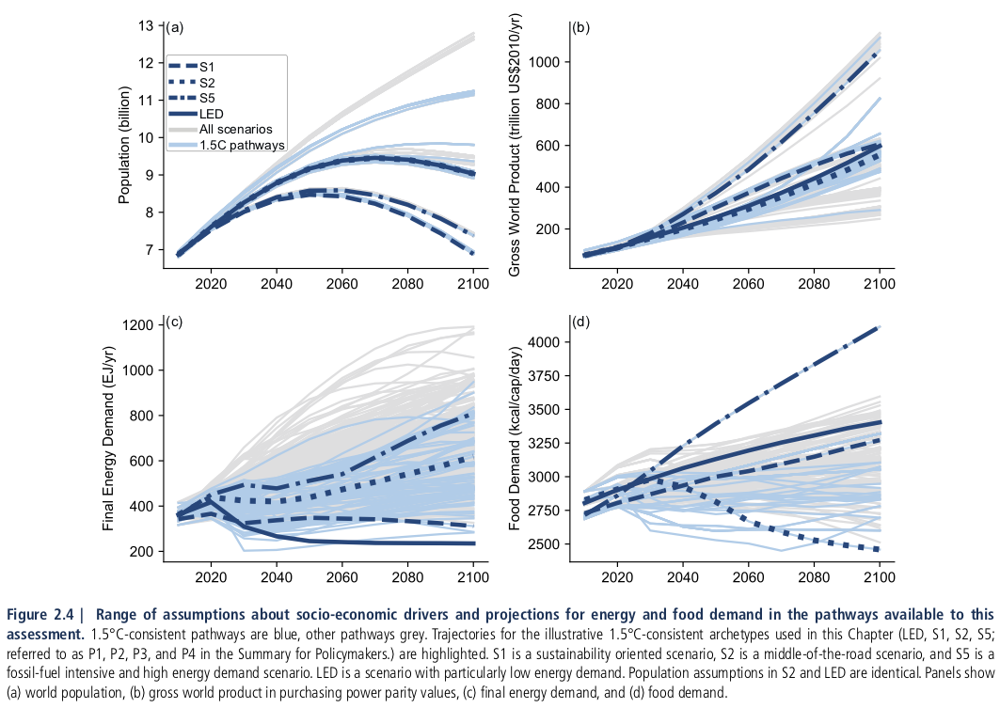 (a)
Population (billion)
13
12
11
10
9
8
7
S1
S2
S5
LED
All scenarios
1.5C pathways
2020 2040 2060 2080 2100
(b)
Gross World Product (trillion US$2010/yr)
1000
800
600
400
200
2020 2040 2060 2080 2100
(c)
Final Energy Demand (EJ/yr)
1200
1000
800
600
400
200
2020 2040 2060 2080 2100
(d)
Food Demand (kcal/cap/day)
4000
3750
3500
3250
3000
2750
2500
2020 2040 2060 2080 2100
Figure 2.4 | Range of assumptions about socio-economic drivers and projections for energy and food demand in the pathways available to this
assessment. 1.5°C-consistent pathways are blue, other pathways grey. Trajectories for the illustrative 1.5°C-consistent archetypes used in this Chapter (LED, S1, S2, S5;
referred to as P1, P2, P3, and P4 in the Summary for Policymakers.) are highlighted. S1 is a sustainability oriented scenario, S2 is a middle-of-the-road scenario, and S5 is a
fossil-fuel intensive and high energy demand scenario. LED is a scenario with particularly low energy demand. Population assumptions in S2 and LED are identical. Panels show
(a) world population, (b) gross world product in purchasing power parity values, (c) final energy demand, and (d) food demand.